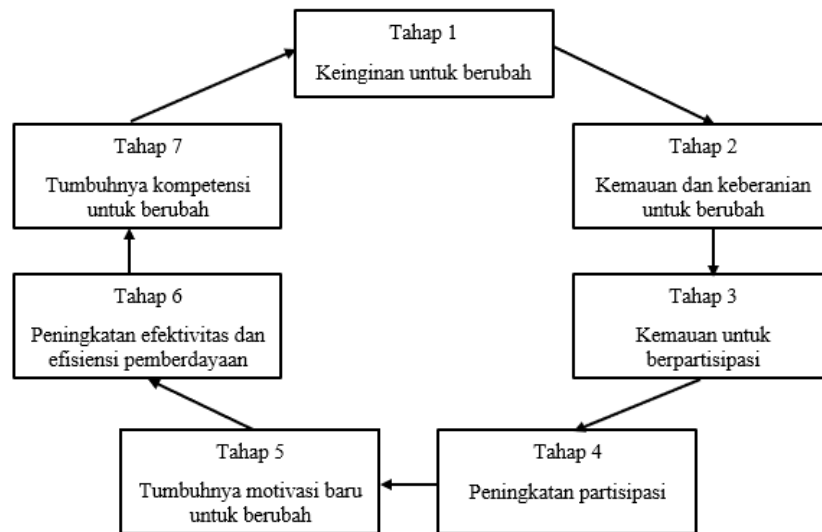 Tahap 1
Keinginan untuk berubah
Tahap 2
Kemauan dan keberanian
untuk berubah
Tahap 3
Kemauan untuk
berpartisipasi
Tahap 4
Peningkatan partisipasi
Tahap 5
Tumbuhnya motivasi baru
untuk berubah
Tahap 6
Peningkatan efektivitas dan
efisiensi pemberdayaan
Tahap 7
Tumbuhnya kompetensi
untuk berubah